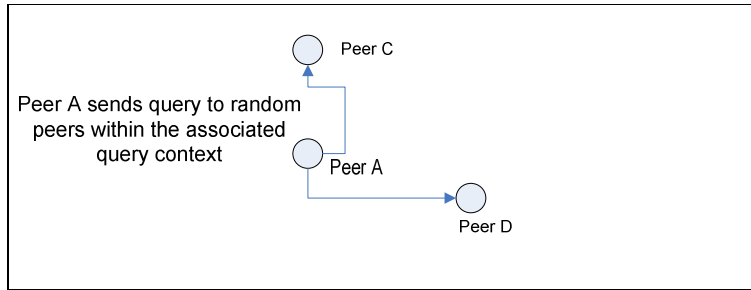 Peer C
Peer A sends query to random
peers within the associated
query context
Peer A
Peer D